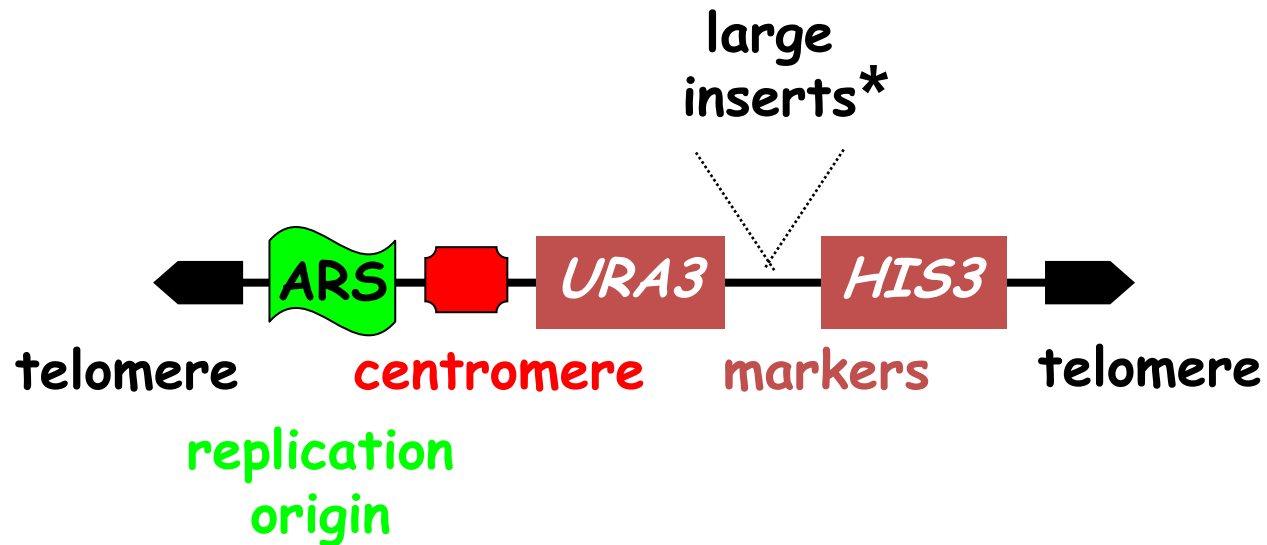 large
inserts*
ARS
URA3
HIS3
telomere
centromere
markers
telomere
replication
origin